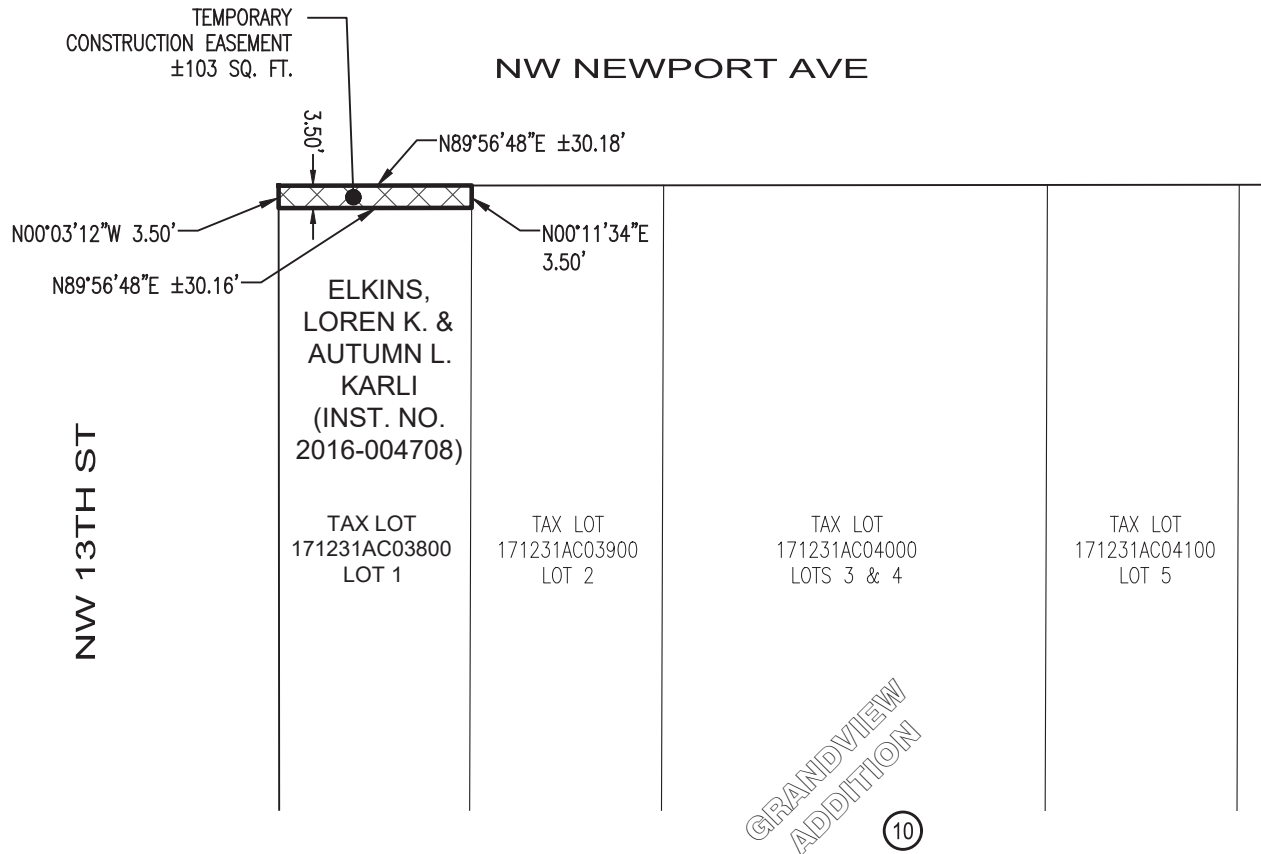 TEMPORARY
CONSTRUCTION EASEMENT
±103 SQ. FT.
NW NEWPORT AVE
3.50'
N89°56'48"E ±30.18'
N00°03'12"W 3.50'
N00°11'34"E
3.50'
N89°56'48"E ±30.16'
ELKINS,
LOREN K. &
AUTUMN L.
KARLI
(INST. NO.
2016-004708)
NW 13TH ST
TAX LOT
171231AC03800
LOT 1
TAX LOT
171231AC03900
LOT 2
TAX LOT
171231AC04000
LOTS 3 & 4
TAX LOT
171231AC04100
LOT 5
GRANDVIEW
ADDITION
10